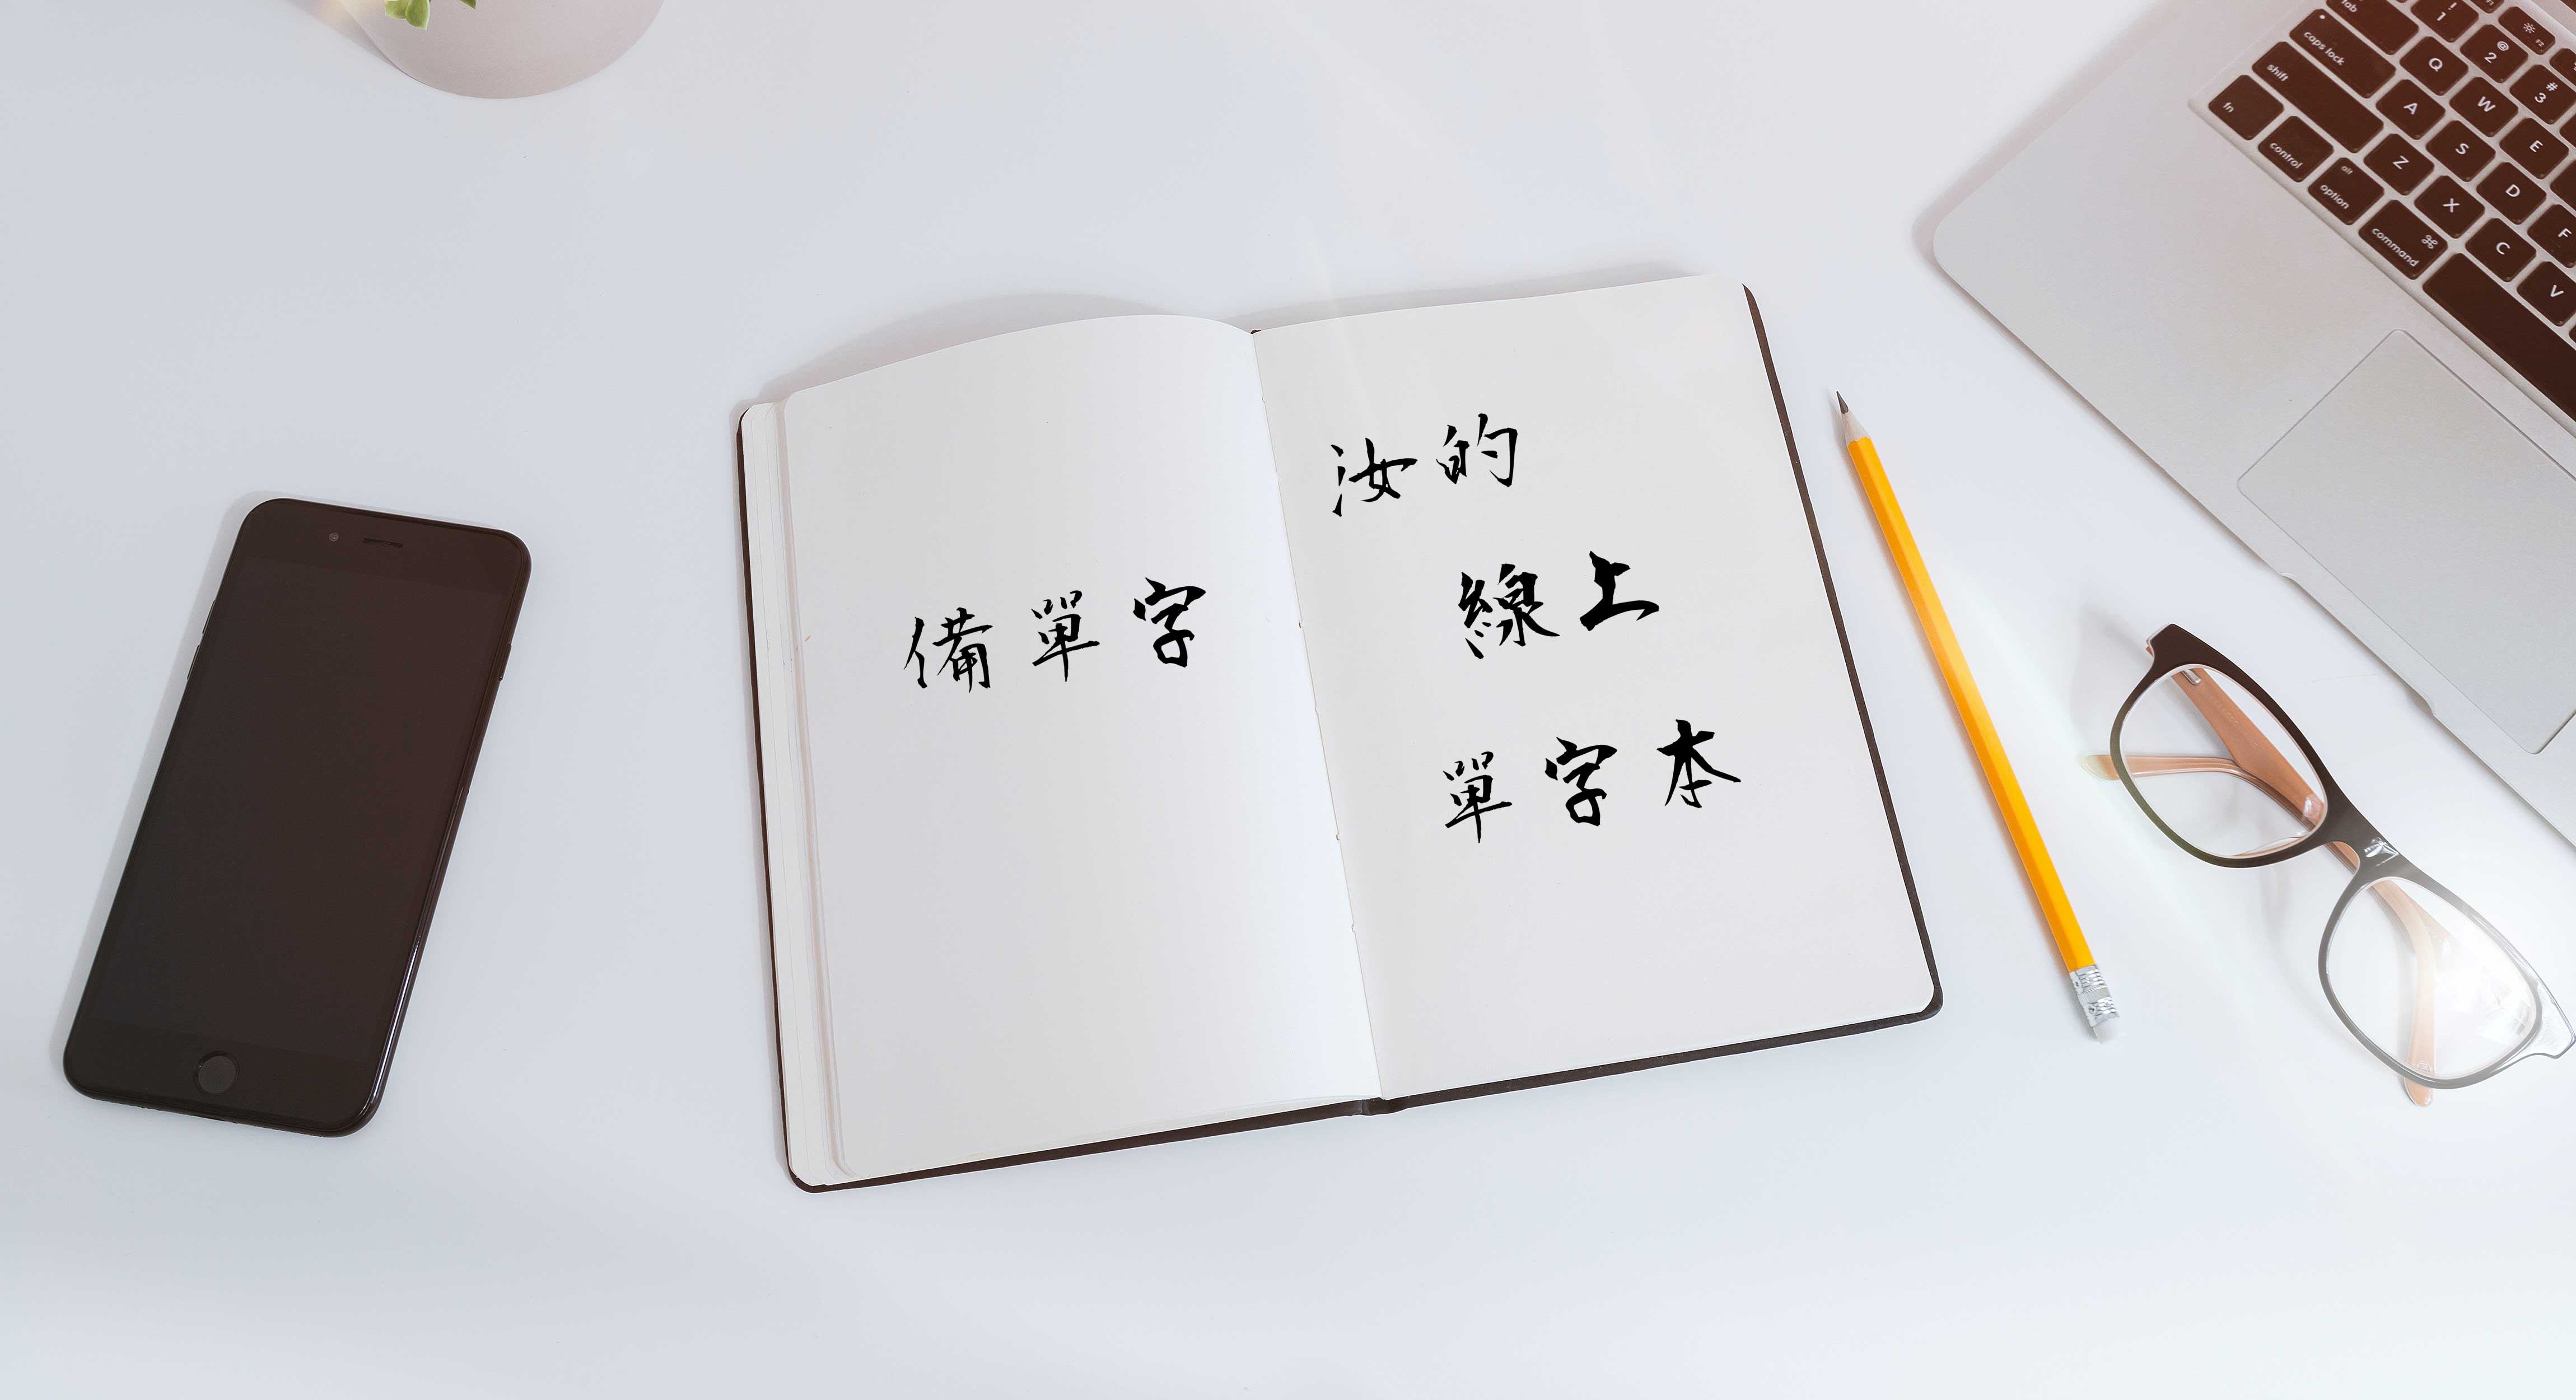 備單字
汝的
線上
單字本
tab
caps lock
shift
fn
control
alt
option
command
⌘
!
1
@
2
#
3
F2
Q
W
E
A
S
D
F
Z
X
C
V